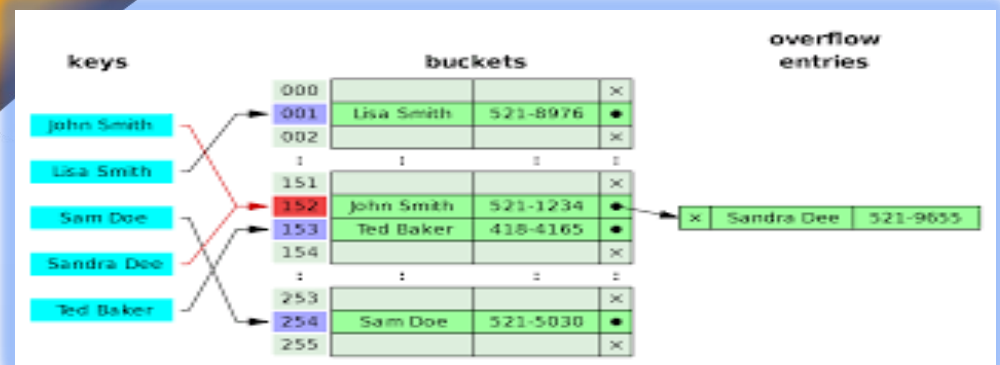 overflow
keys buckets entries
000 ×
John Smith 001 Lisa Smith 521-8976 ●
002 ×
Lisa Smith : : : :
151 ×
Sam Doe 152 John Smith 521-1234 ● × Sandra Dee 521-9655
153 Ted Baker 418-4165 ●
Sandra Dee 154 ×
: : : :
Ted Baker 253 ×
254 Sam Doe 521-5030 ●
255 ×